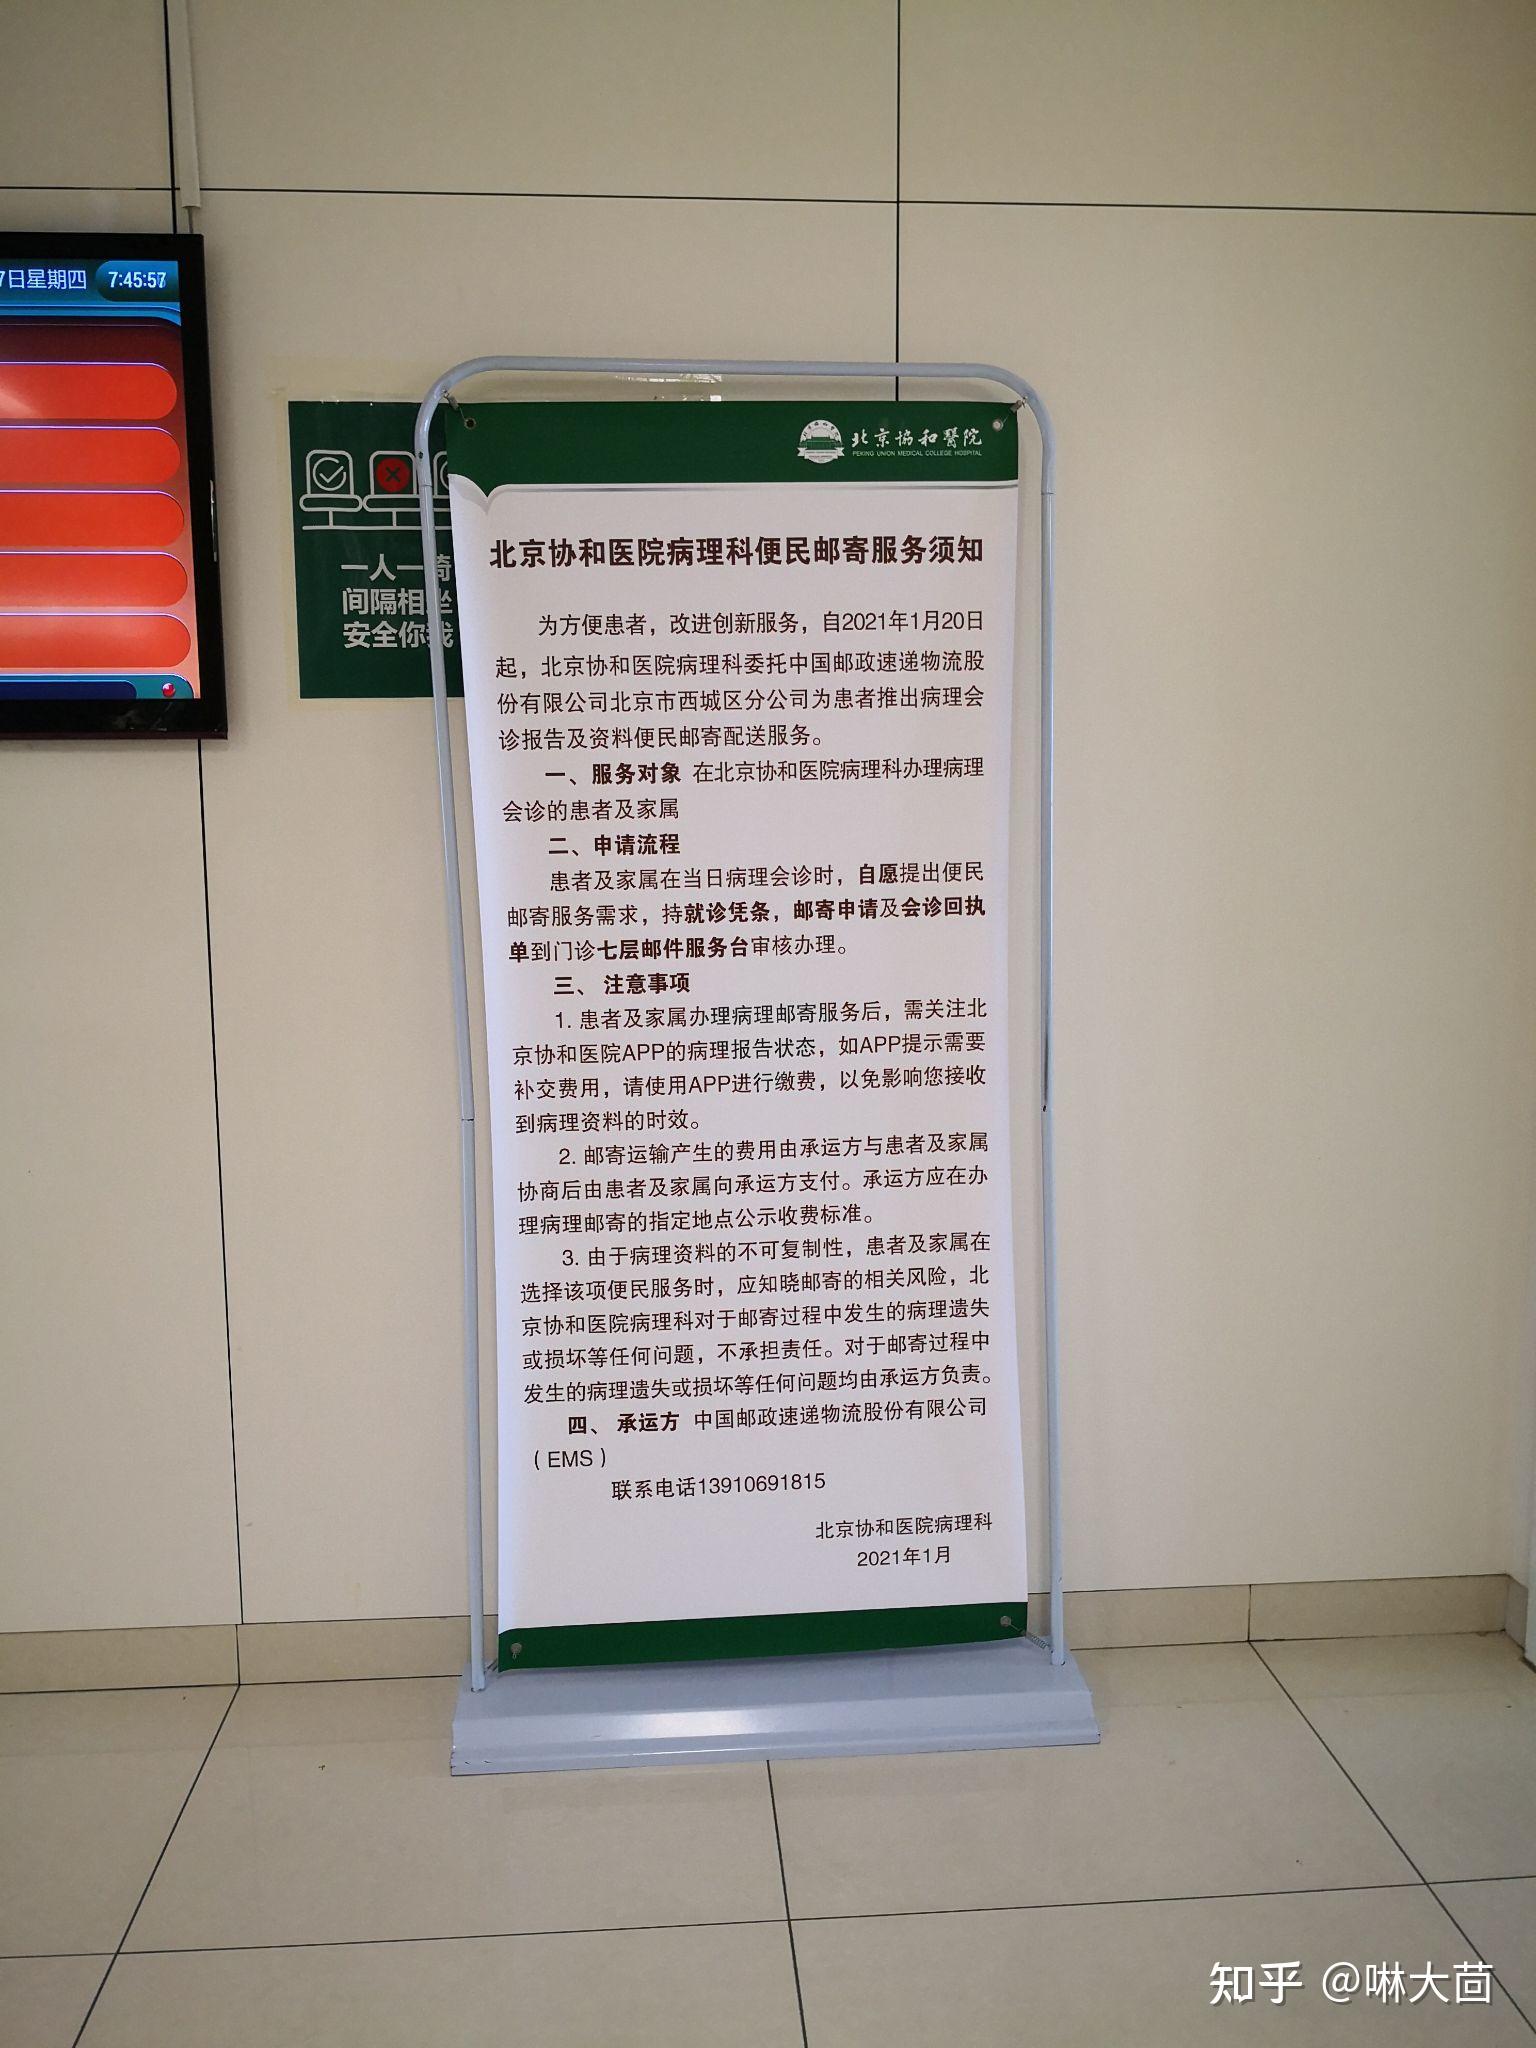 7日星期四 7:45:57
一人一椅
间隔相坐
安全你我
北京協和醫院
PEKING UNION MEDICAL COLLEGE HOSPITAL
北京协和医院病理科便民邮寄服务须知
为方便患者，改进创新服务，自2021年1月20日
起，北京协和医院病理科委托中国邮政速递物流股
份有限公司北京市西城区分公司为患者推出病理会
诊报告及资料便民邮寄配送服务。
一、服务对象 在北京协和医院病理科办理病理
会诊的患者及家属
二、申请流程
患者及家属在当日病理会诊时，自愿提出便民
邮寄服务需求，持就诊凭条，邮寄申请及会诊回执
单到门诊七层邮件服务台审核办理。
三、注意事项
1. 患者及家属办理病理邮寄服务后，需关注北
京协和医院APP的病理报告状态，如APP提示需要
补交费用，请使用APP进行缴费，以免影响您接收
到病理资料的时效。
2. 邮寄运输产生的费用由承运方与患者及家属
协商后由患者及家属向承运方支付。承运方应在办
理病理邮寄的指定地点公示收费标准。
3. 由于病理资料的不可复制性，患者及家属在
选择该项便民服务时，应知晓邮寄的相关风险，北
京协和医院病理科对于邮寄过程中发生的病理遗失
或损坏等任何问题，不承担责任。对于邮寄过程中
发生的病理遗失或损坏等任何问题均由承运方负责。
四、承运方 中国邮政速递物流股份有限公司
（EMS）
联系电话13910691815
北京协和医院病理科
2021年1月
知乎 @啉大茴